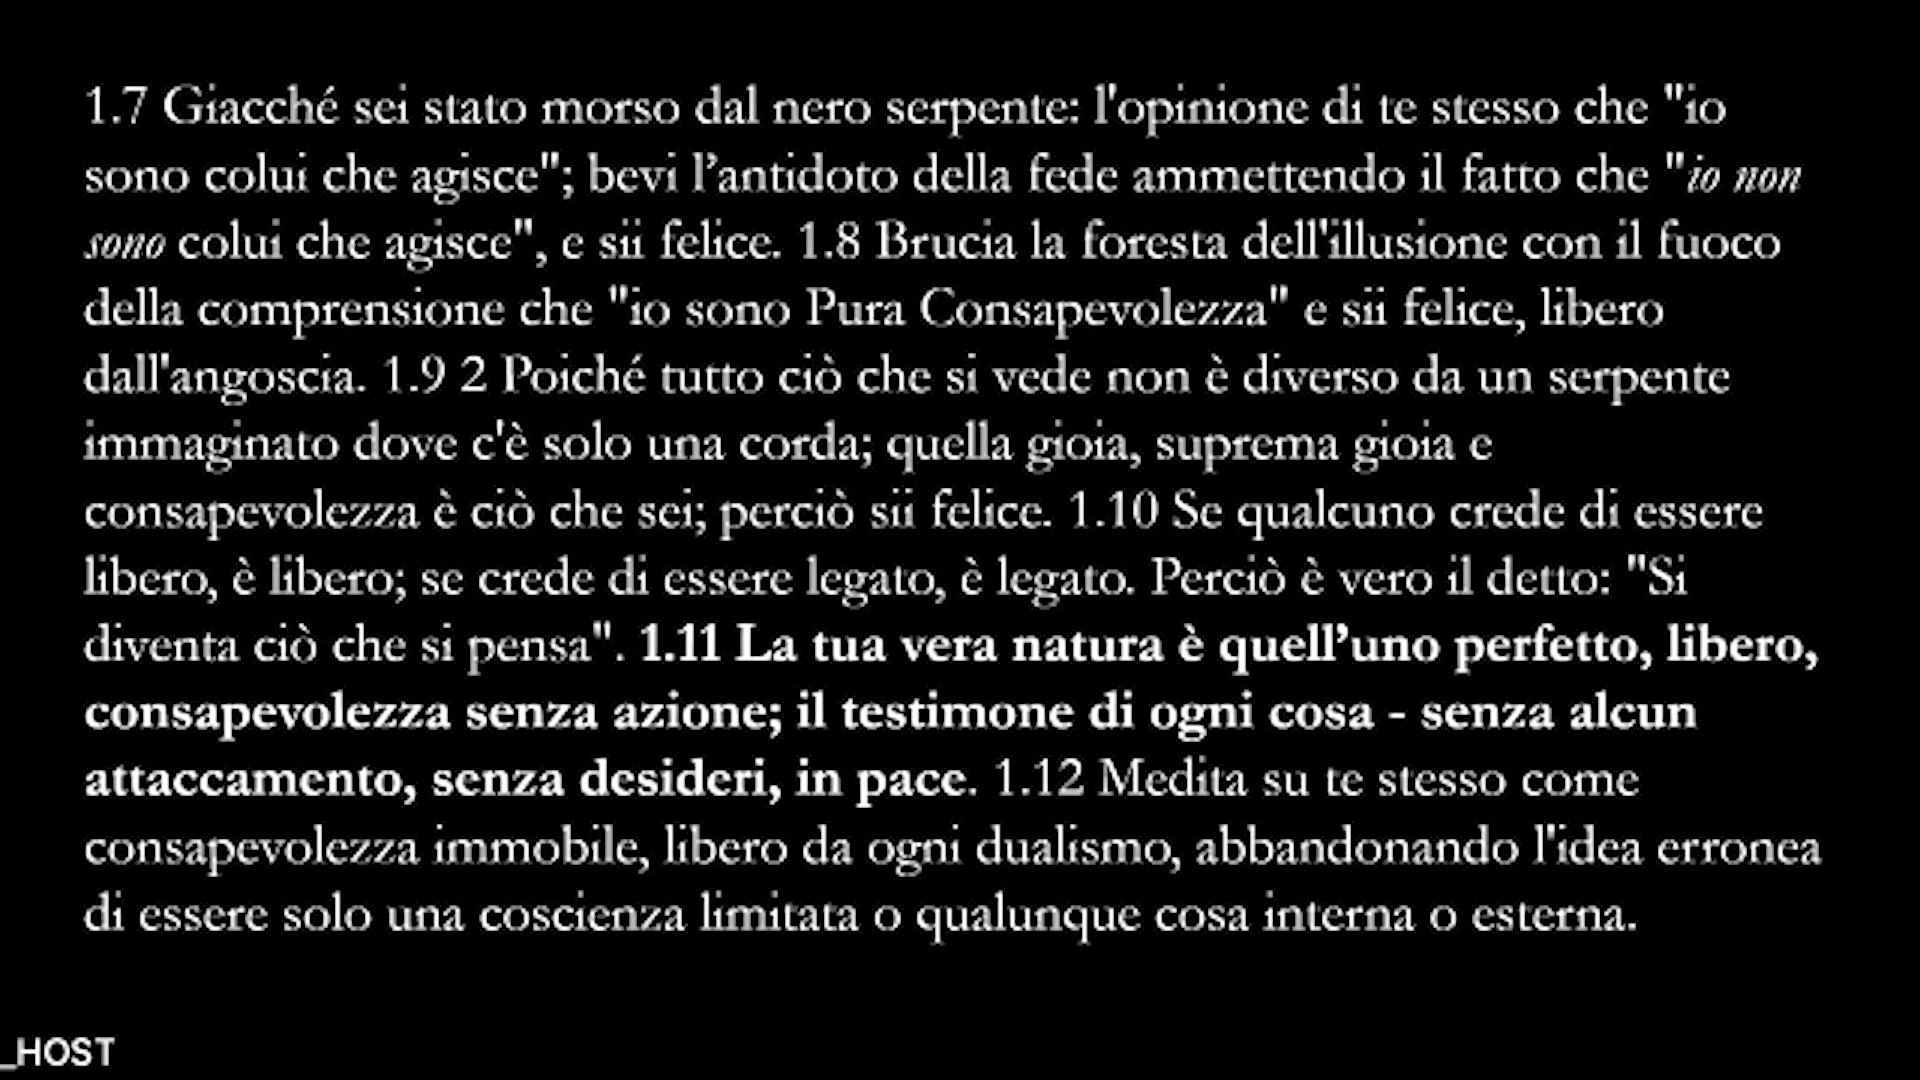 1.7 Giacché sei stato morso dal nero serpente: l'opinione di te stesso che "io
sono colui che agisce"; bevi l’antidoto della fede ammettendo il fatto che "io non
sono colui che agisce", e sii felice. 1.8 Brucia la foresta dell'illusione con il fuoco
della comprensione che "io sono Pura Consapevolezza" e sii felice, libero
dall'angoscia. 1.9 2 Poiché tutto ciò che si vede non è diverso da un serpente
immaginato dove c'è solo una corda; quella gioia, suprema gioia e
consapevolezza è ciò che sei; perciò sii felice. 1.10 Se qualcuno crede di essere
libero, è libero; se crede di essere legato, è legato. Perciò è vero il detto: "Si
diventa ciò che si pensa". 1.11 La tua vera natura è quell’uno perfetto, libero,
consapevolezza senza azione; il testimone di ogni cosa - senza alcun
attaccamento, senza desideri, in pace. 1.12 Medita su te stesso come
consapevolezza immobile, libero da ogni dualismo, abbandonando l'idea erronea
di essere solo una coscienza limitata o qualunque cosa interna o esterna.
_HOST